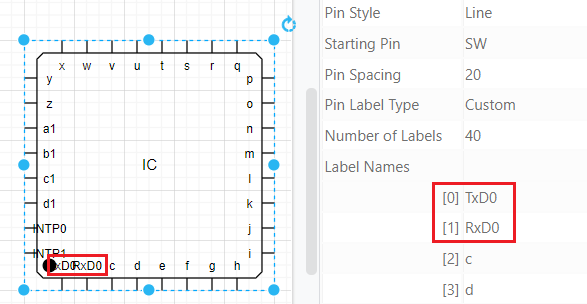 x w v u t s r q
y p
z o
a1 n
b1 m
IC
c1 l
d1 k
INTP0 j
INTP1 i
xD0 RxD0 c d e f g h
Pin Style Line
Starting Pin SW
Pin Spacing 20
Pin Label Type Custom
Number of Labels 40
Label Names
[0] TxD0
[1] RxD0
[2] c
[3] d